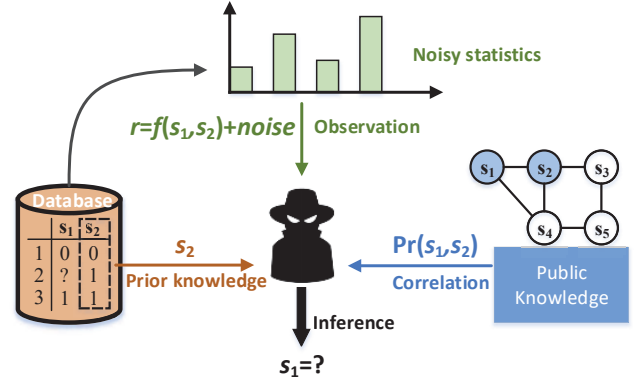 Noisy statistics
r=f(s₁,s₂)+noise Observation
Database
s₁ s₂
1 0 0
2 ? 1
3 1 1
s₂
Prior knowledge
Pr(s₁,s₂)
Correlation
s₁ s₂ s₃
s₄ s₅
Public
Knowledge
Inference
s₁=?